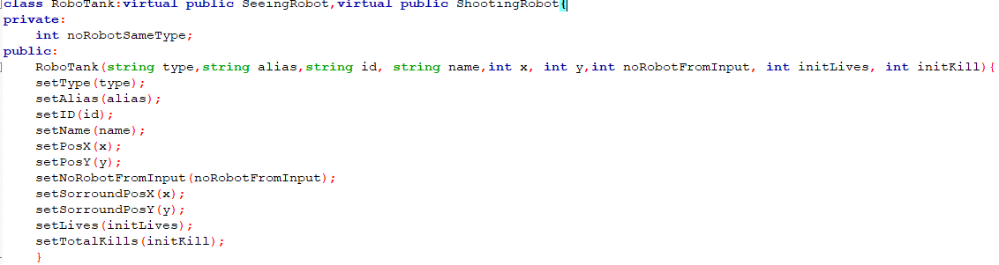 class RoboTank:virtual public SeeingRobot,virtual public ShootingRobot{
private:
    int noRobotSameType;
public:
    RoboTank(string type,string alias,string id, string name,int x, int y,int noRobotFromInput, int initLives, int initKill){
    setType(type);
    setAlias(alias);
    setID(id);
    setName(name);
    setPosX(x);
    setPosY(y);
    setNoRobotFromInput(noRobotFromInput);
    setSorroundPosX(x);
    setSorroundPosY(y);
    setLives(initLives);
    setTotalKills(initKill);
    }